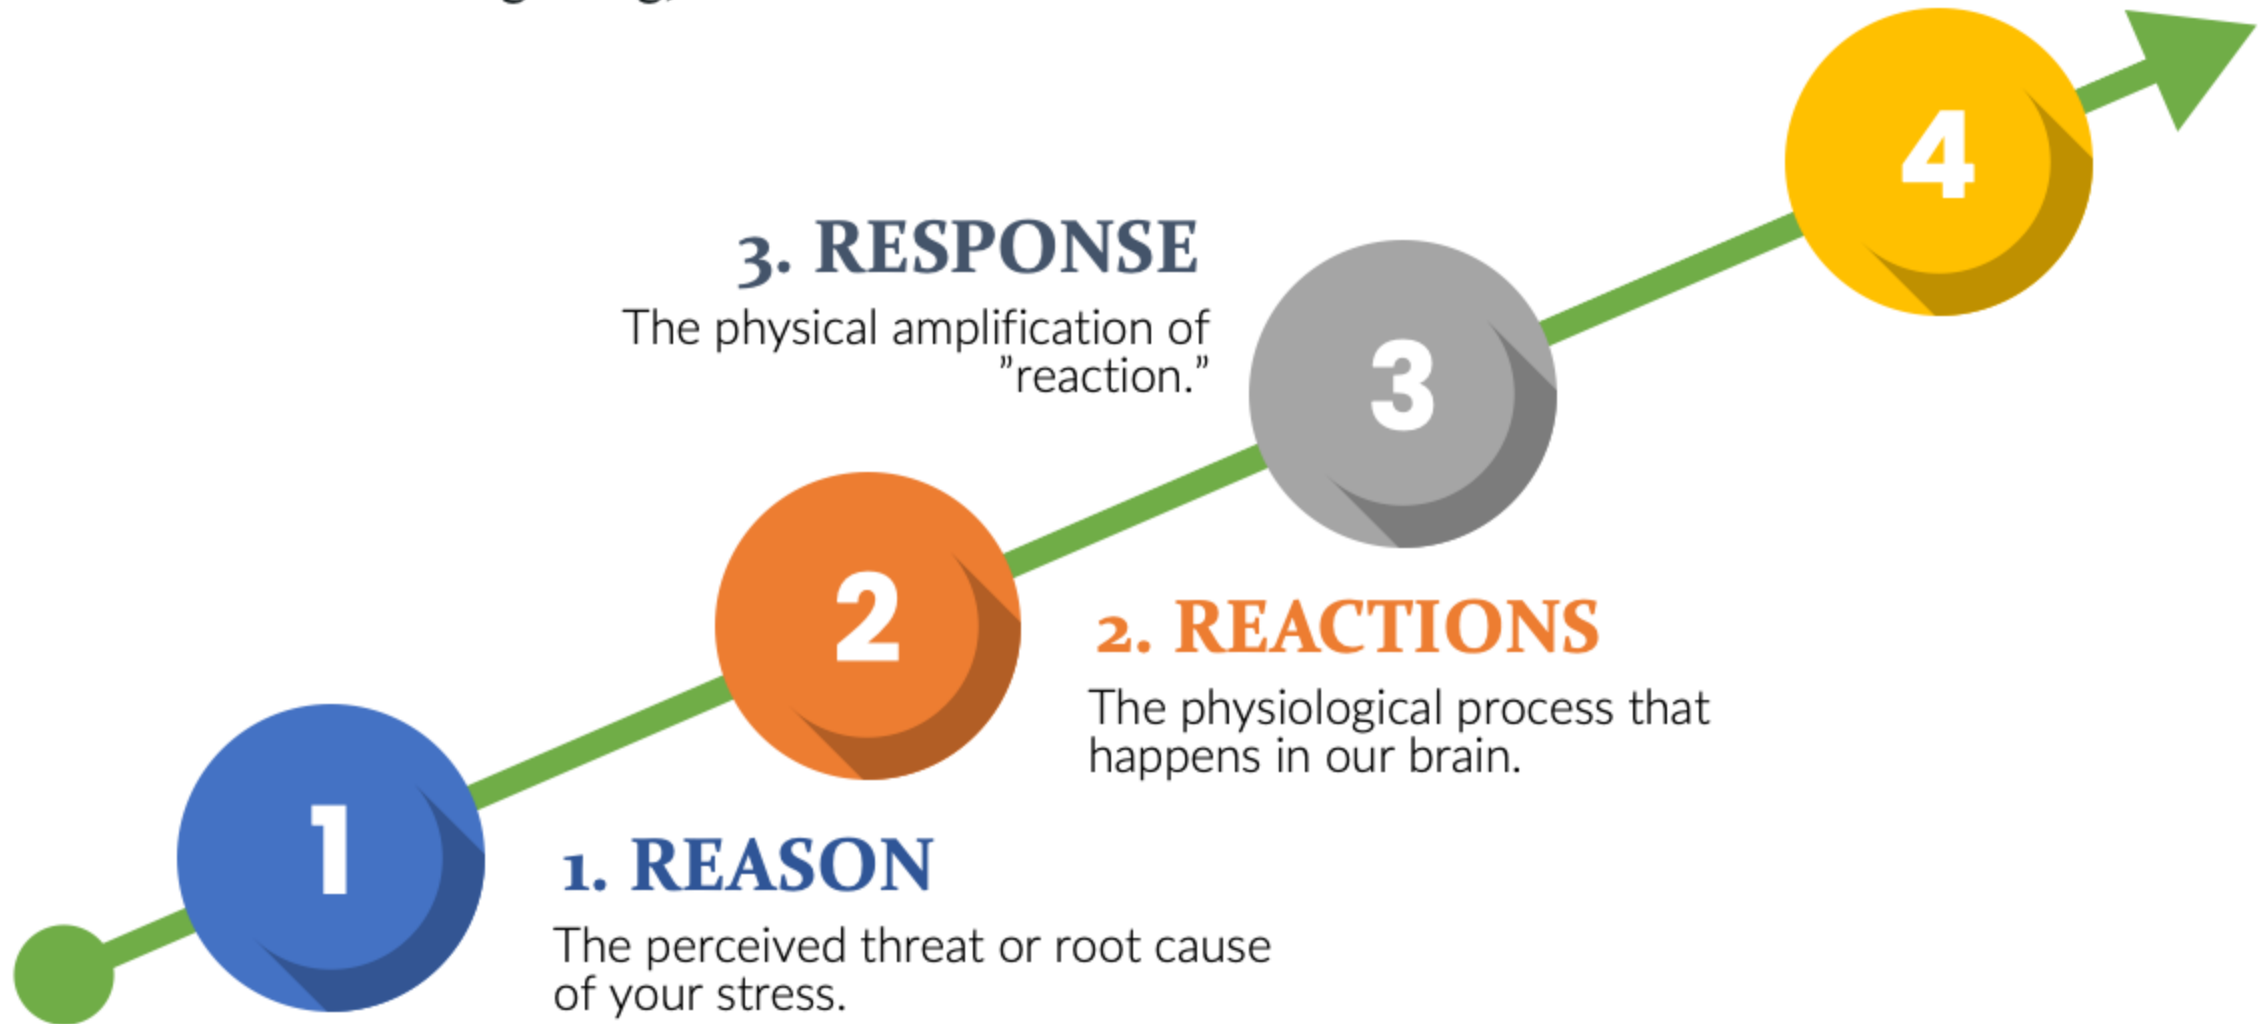 4
3. RESPONSE
The physical amplification of
”reaction.”
3
2
2. REACTIONS
The physiological process that
happens in our brain.
1
1. REASON
The perceived threat or root cause
of your stress.